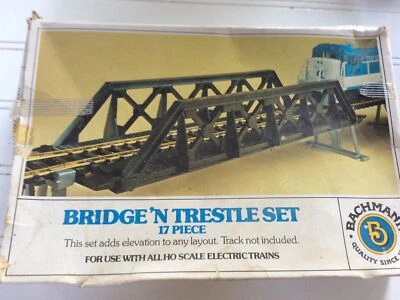 BRIDGE'N TRESTLE SET
17 PIECE
This set adds elevation to any layout. Track not included.
FOR USE WITH ALL HO SCALE ELECTRIC TRAINS
BACHMANN
B
QUALITY SINCE